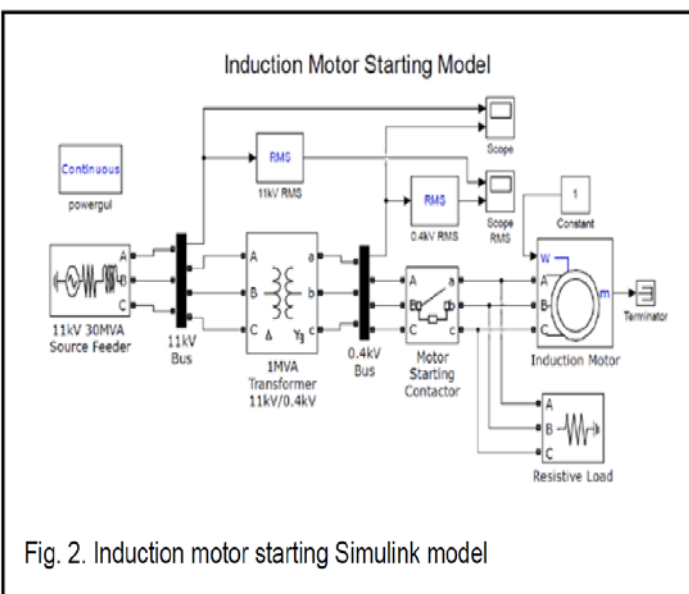 Induction Motor Starting Model
Continuous
powergui
RMS
11kV RMS
Scope
RMS
0.4kV RMS
Scope
RMS
1
Constant
A
B
C
11kV 30MVA
Source Feeder
11kV
Bus
A
B
C
a
b
c
Δ
Yg
1MVA
Transformer
11kV/0.4kV
0.4kV
Bus
A
B
C
a
b
c
Motor
Starting
Contactor
w
A
B
C
m
Induction Motor
Terminator
A
B
C
Resistive Load
Fig. 2. Induction motor starting Simulink model